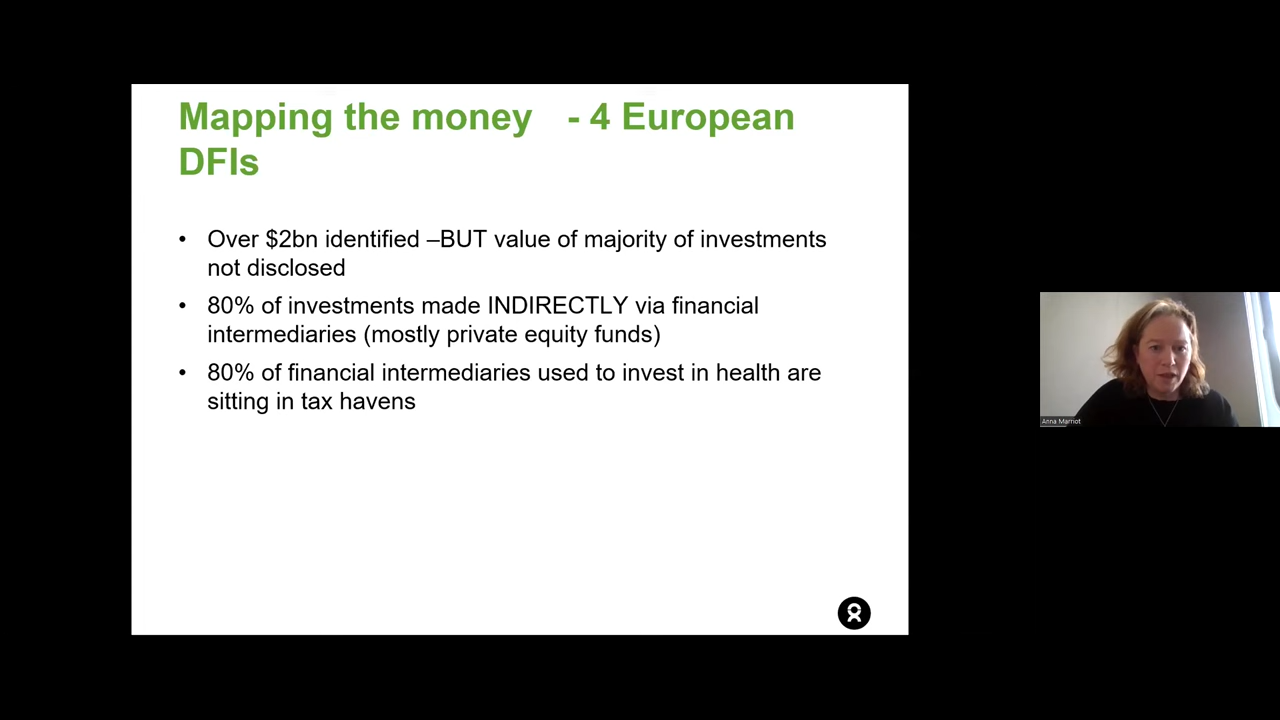 Mapping the money - 4 European
DFIs
• Over $2bn identified –BUT value of majority of investments
not disclosed
• 80% of investments made INDIRECTLY via financial
intermediaries (mostly private equity funds)
• 80% of financial intermediaries used to invest in health are
sitting in tax havens
Anna Marriot